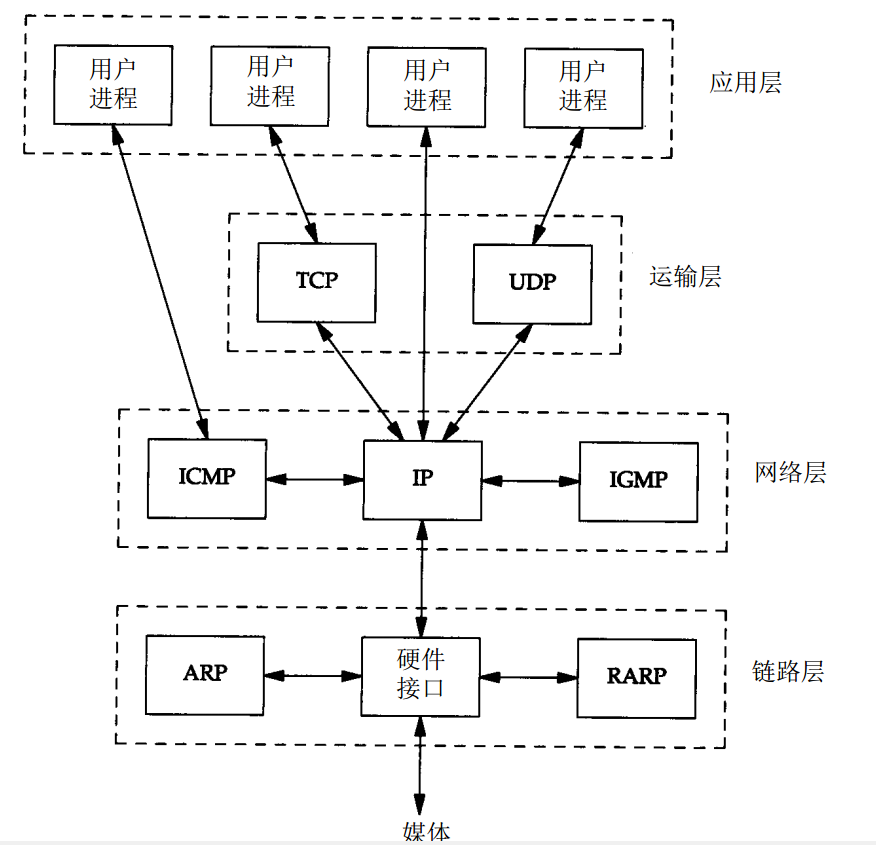 用户
进程
用户
进程
用户
进程
用户
进程
应用层
TCP
UDP
运输层
ICMP
IP
IGMP
网络层
ARP
硬件
接口
RARP
链路层
媒体